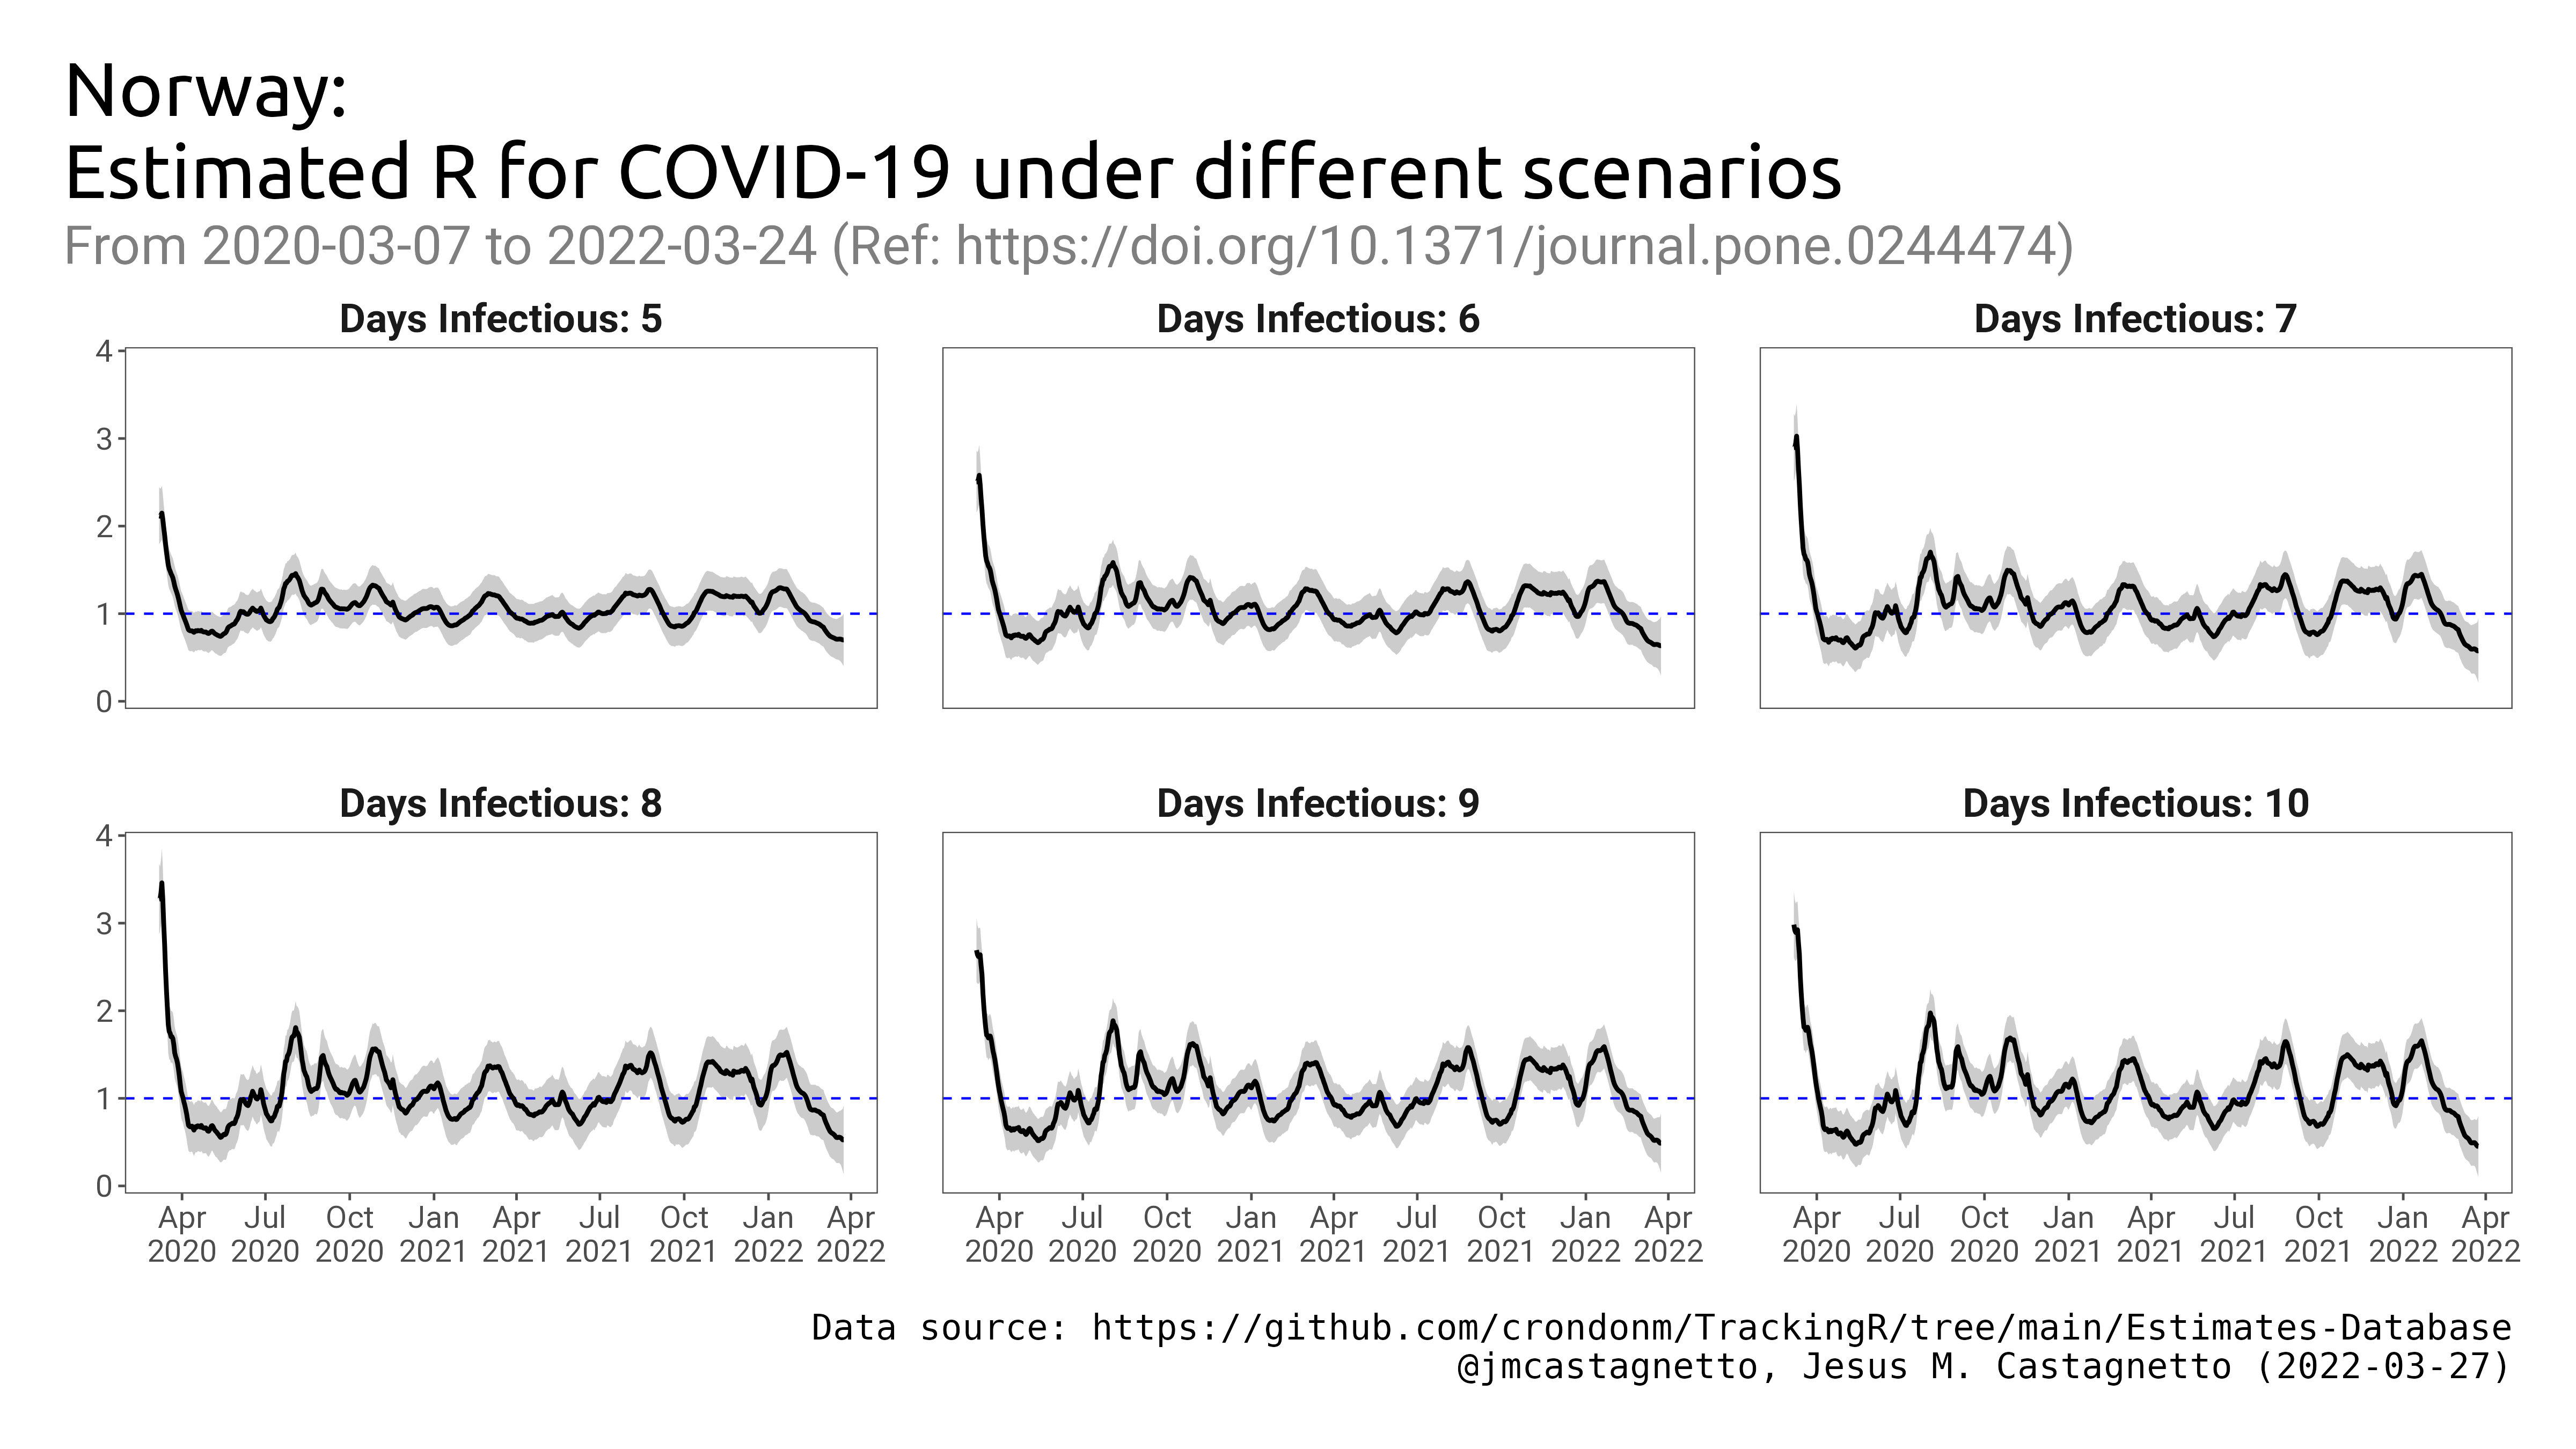 Norway:
Estimated R for COVID-19 under different scenarios
From 2020-03-07 to 2022-03-24 (Ref: https://doi.org/10.1371/journal.pone.0244474)
Days Infectious: 5
Days Infectious: 6
Days Infectious: 7
4
3
2
1
0
Days Infectious: 8
Days Infectious: 9
Days Infectious: 10
4
3
2
1
0
Apr Jul Oct Jan Apr Jul Oct Jan Apr
2020 2020 2020 2021 2021 2021 2021 2022 2022
Apr Jul Oct Jan Apr Jul Oct Jan Apr
2020 2020 2020 2021 2021 2021 2021 2022 2022
Apr Jul Oct Jan Apr Jul Oct Jan Apr
2020 2020 2020 2021 2021 2021 2021 2022 2022
Data source: https://github.com/crondonm/TrackingR/tree/main/Estimates-Database
@jmcastagnetto, Jesus M. Castagnetto (2022-03-27)